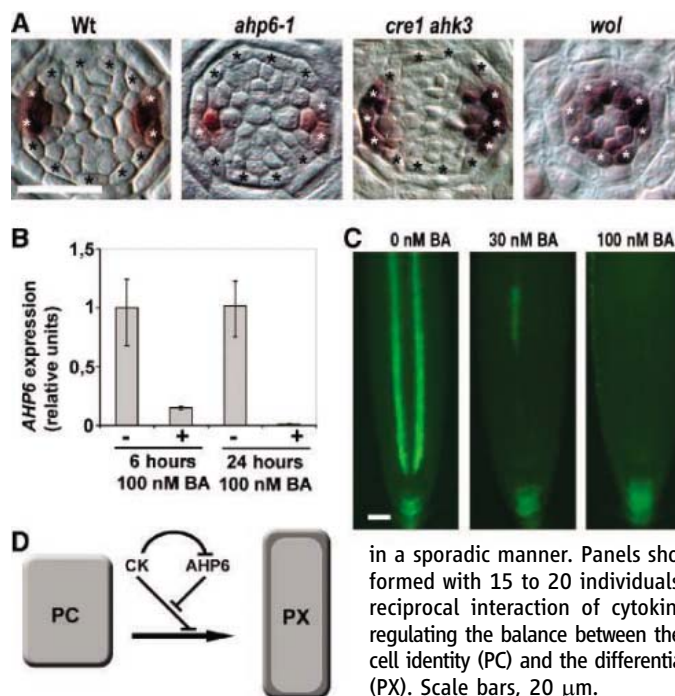 A
Wt
ahp6-1
cre1 ahk3
wol
B
AHP6 expression
(relative units)
1,5
1
0,5
0
- + - +
6 hours 24 hours
100 nM BA 100 nM BA
C
0 nM BA 30 nM BA 100 nM BA
D
CK AHP6
PC
PX
in a sporadic manner. Panels sho
formed with 15 to 20 individuals
reciprocal interaction of cytokin
regulating the balance between the
cell identity (PC) and the differentia
(PX). Scale bars, 20 μm.